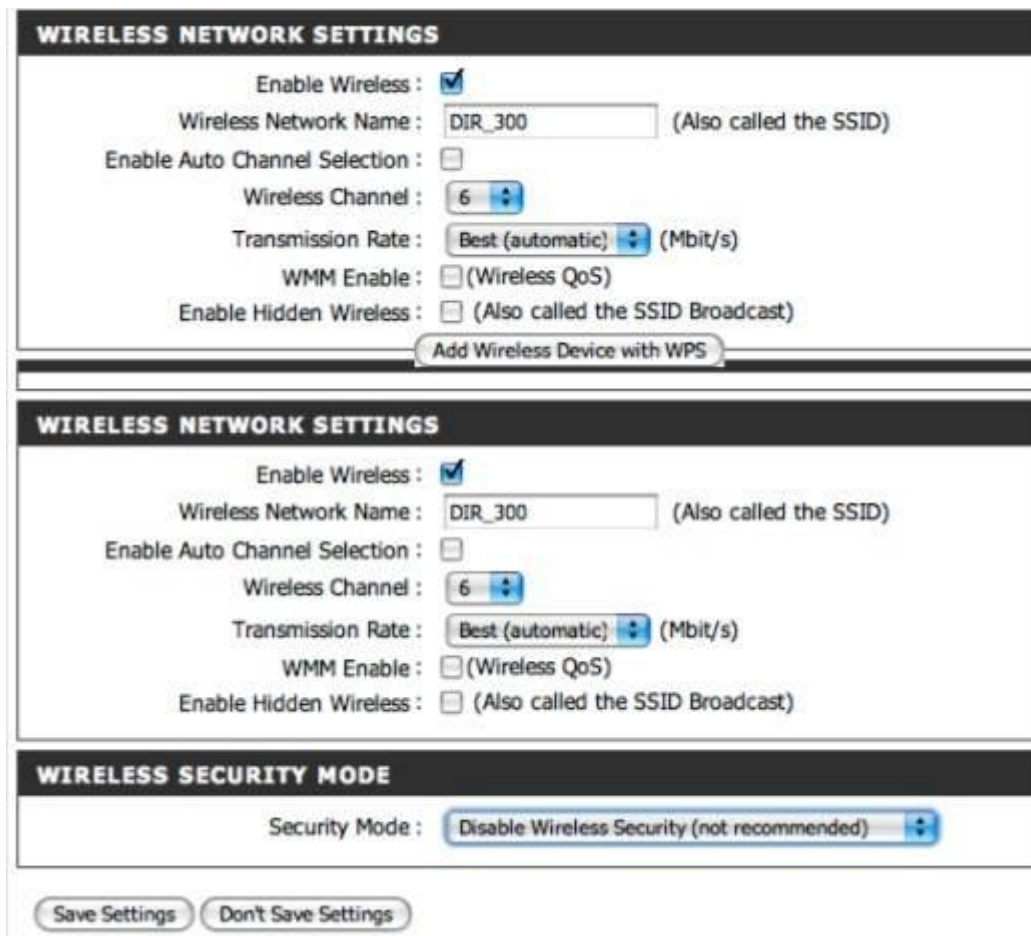 WIRELESS NETWORK SETTINGS
Enable Wireless :
Wireless Network Name : DIR_300 (Also called the SSID)
Enable Auto Channel Selection :
Wireless Channel : 6
Transmission Rate : Best (automatic) (Mbit/s)
WMM Enable : (Wireless QoS)
Enable Hidden Wireless : (Also called the SSID Broadcast)
Add Wireless Device with WPS
WIRELESS NETWORK SETTINGS
Enable Wireless :
Wireless Network Name : DIR_300 (Also called the SSID)
Enable Auto Channel Selection :
Wireless Channel : 6
Transmission Rate : Best (automatic) (Mbit/s)
WMM Enable : (Wireless QoS)
Enable Hidden Wireless : (Also called the SSID Broadcast)
WIRELESS SECURITY MODE
Security Mode : Disable Wireless Security (not recommended)
Save Settings Don't Save Settings